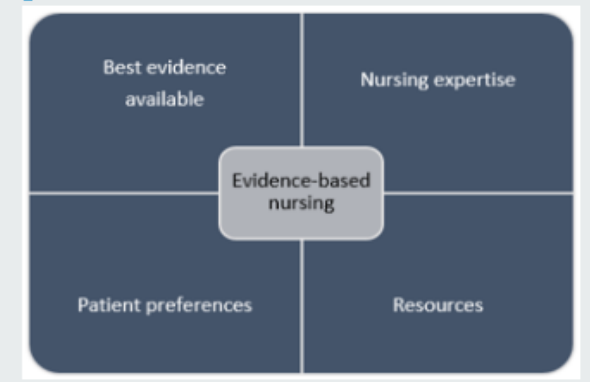 Best evidence
available
Nursing expertise
Evidence-based
nursing
Patient preferences
Resources